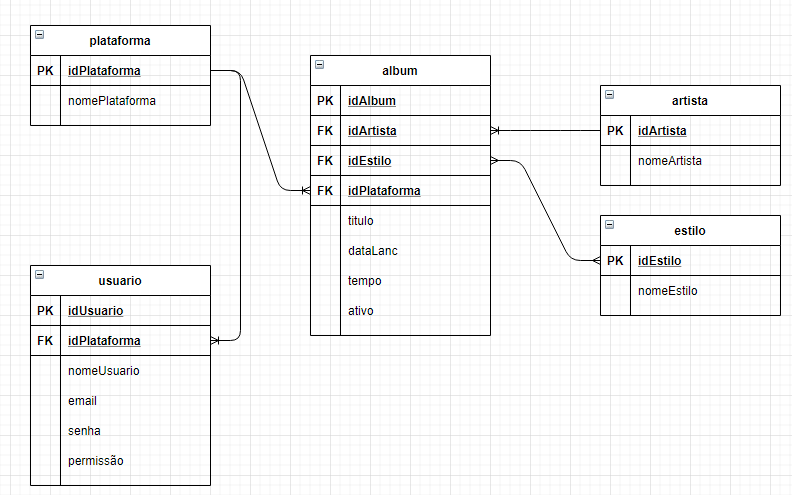 plataforma
PK idPlataforma
nomePlataforma
album
PK idAlbum
FK idArtista
FK idEstilo
FK idPlataforma
titulo
dataLanc
tempo
ativo
artista
PK idArtista
nomeArtista
estilo
PK idEstilo
nomeEstilo
usuario
PK idUsuario
FK idPlataforma
nomeUsuario
email
senha
permissão